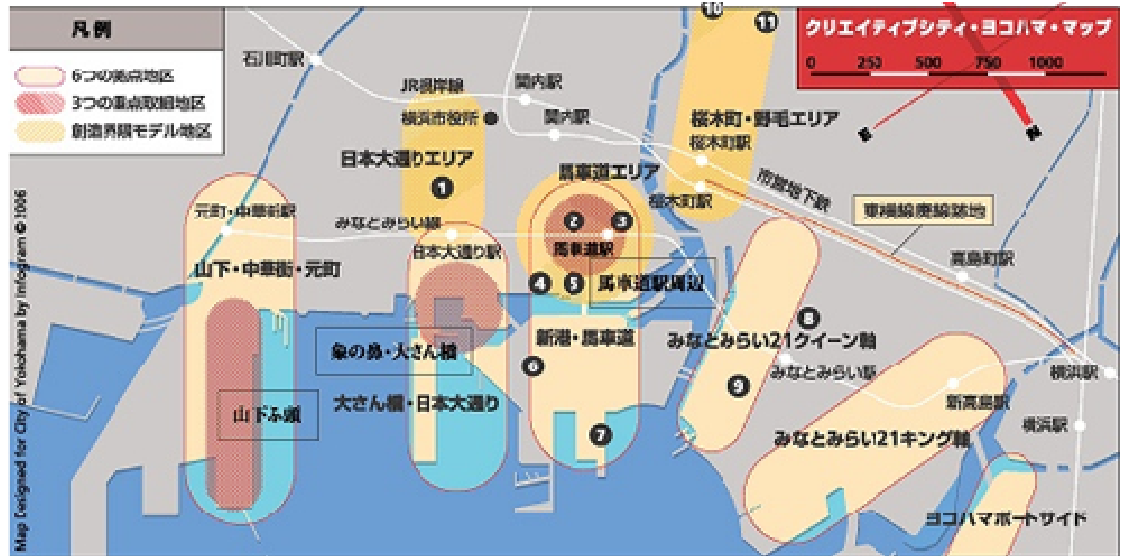 凡例
6つの拠点地区
3つの重点取組地区
創造界隈モデル地区
クリエイティブシティ・ヨコハマ・マップ
0 250 500 750 1000
10
11
石川町駅
JR根岸線
関内駅
横浜市役所
関内駅
桜木町・野毛エリア
桜木町駅
日本大通りエリア
馬車道エリア
市営地下鉄
1
桜木町駅
東横線廃線跡地
元町・中華街駅
みなとみらい線
2
3
日本大通り駅
馬車道駅
高島町駅
山下・中華街・元町
4
5
馬車道駅周辺
8
新港・馬車道
みなとみらい21クイーン軸
象の鼻・大さん橋
6
みなとみらい駅
横浜駅
9
大さん橋・日本大通り
新高島駅
山下ふ頭
7
みなとみらい21キング軸
横浜駅
ヨコハマポートサイド
Map Designed for City of Yokohama by Infogram © 2006